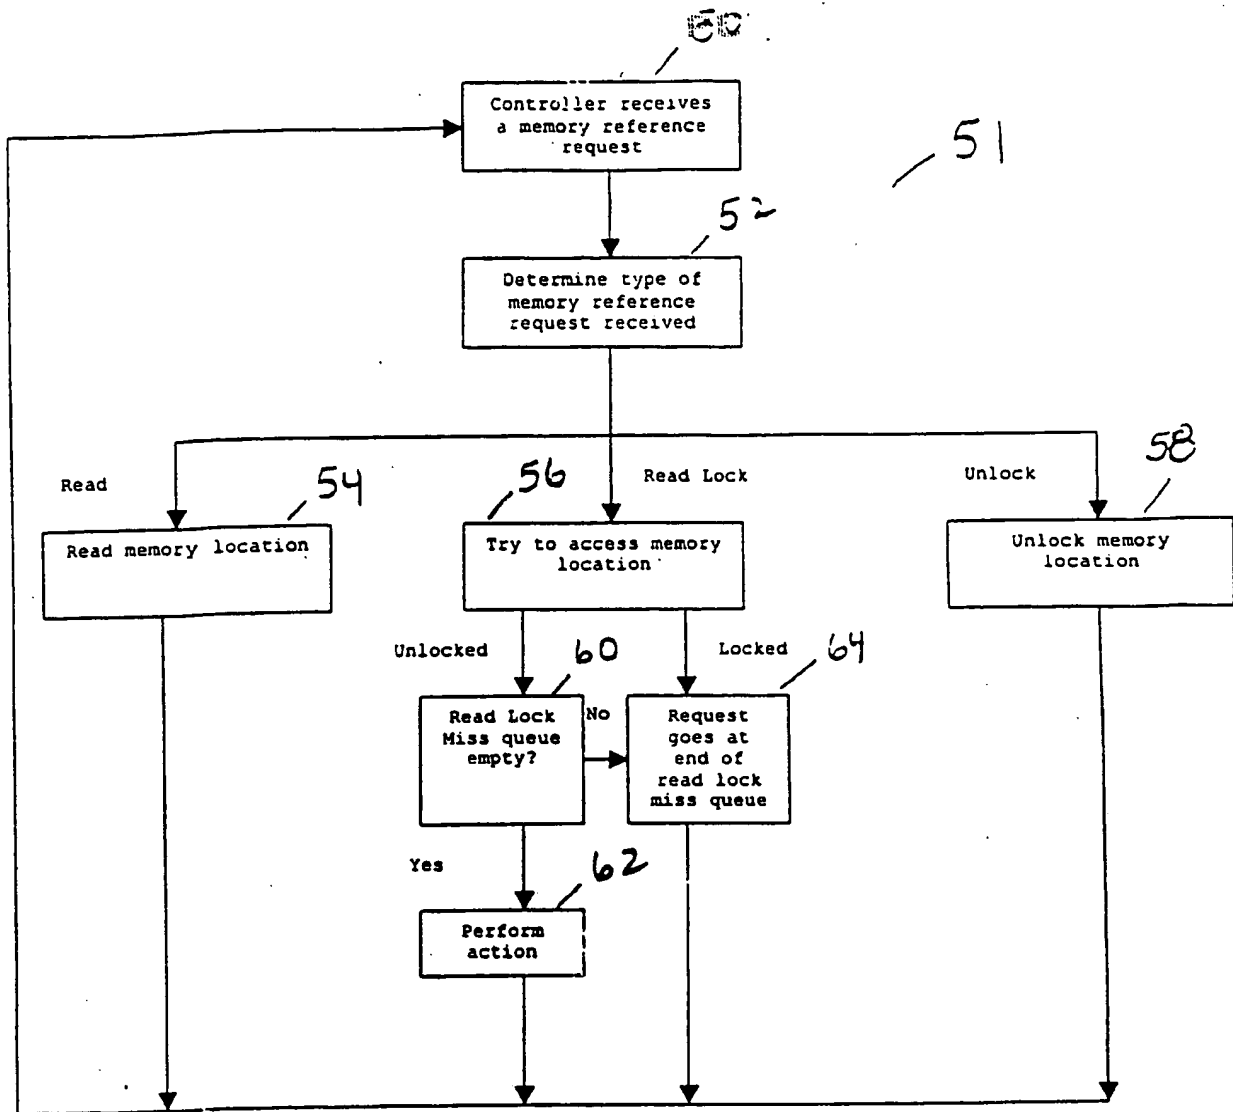 Controller receives
a memory reference
request
51
52
Determine type of
memory reference
request received
Read
54
56
Read Lock
Unlock
58
Read memory location
Try to access memory
location
Unlock memory
location
Unlocked
60
Locked
64
Read Lock
Miss queue
empty?
No
Request
goes at
end of
read lock
miss queue
Yes
62
Perform
action